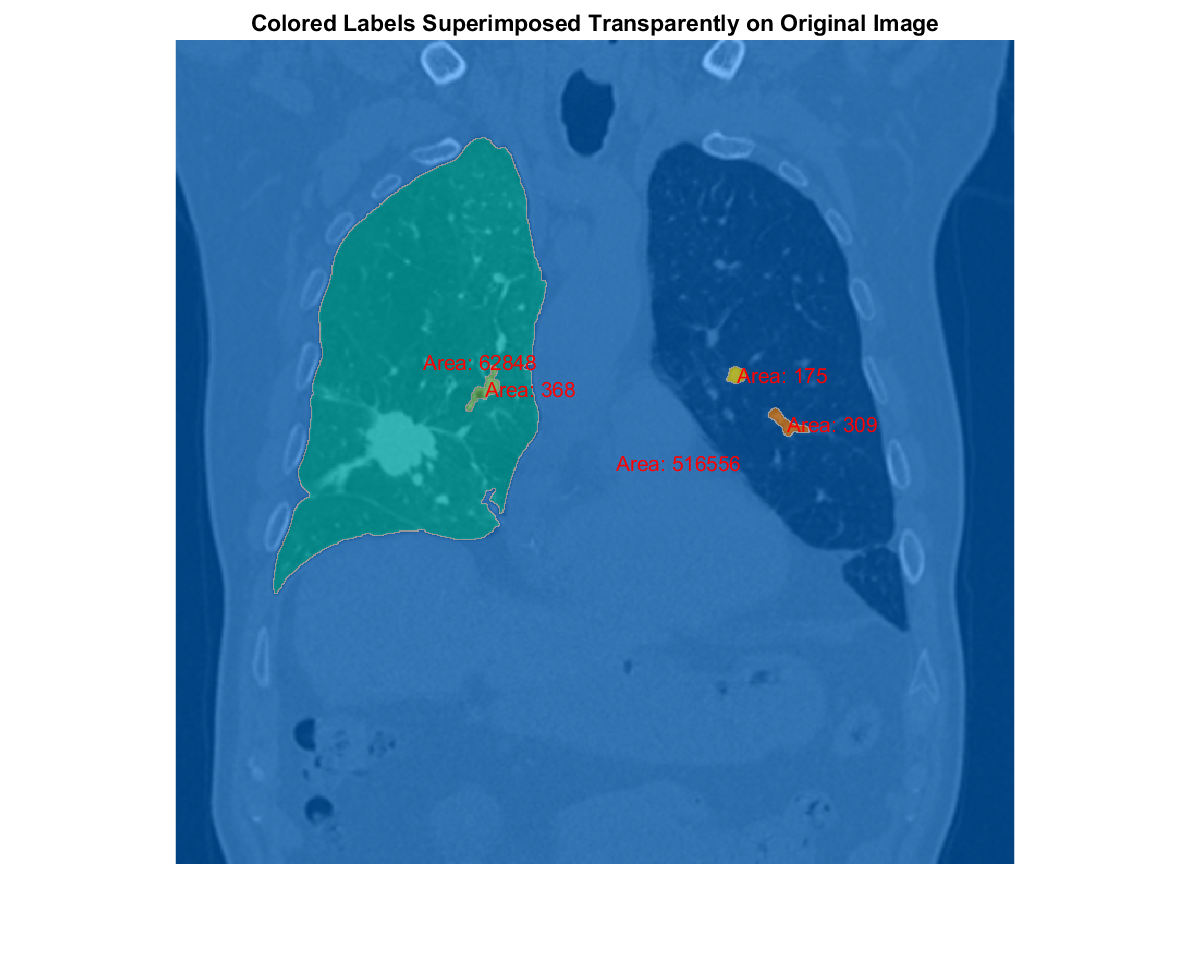 Colored Labels Superimposed Transparently on Original Image
Area: 62848
Area: 175
Area: 368
Area: 309
Area: 516556